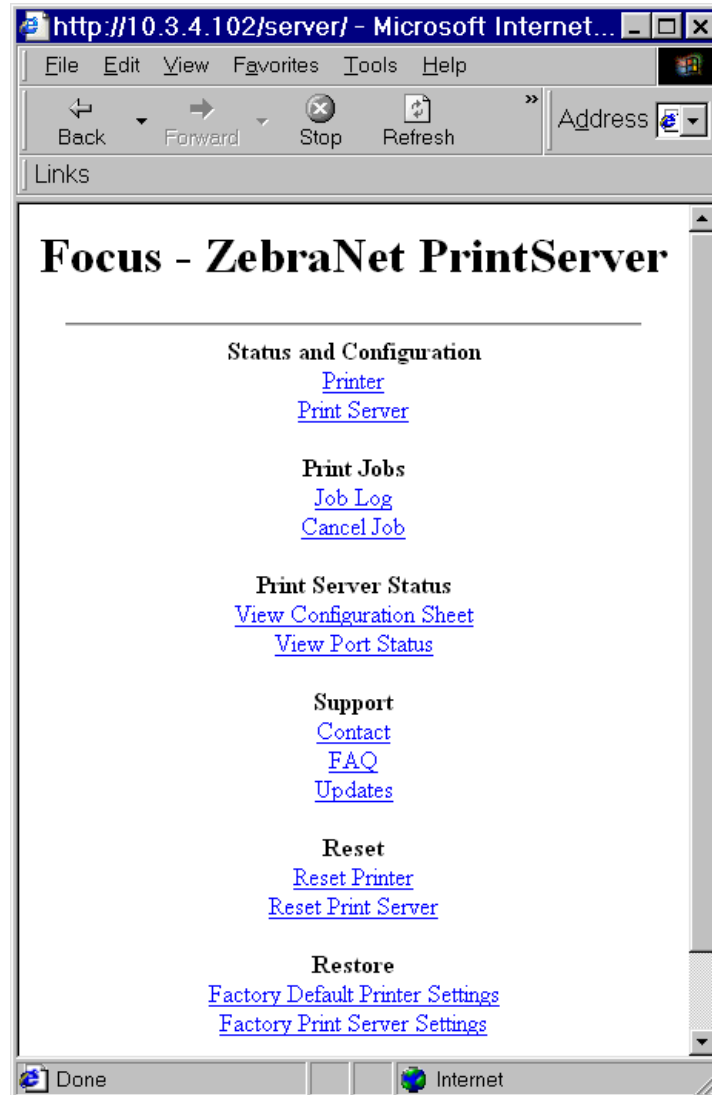 http://10.3.4.102/server/ - Microsoft Internet...
File Edit View Favorites Tools Help
Back Forward Stop Refresh » Address
Links
Focus - ZebraNet PrintServer
Status and Configuration
Printer
Print Server
Print Jobs
Job Log
Cancel Job
Print Server Status
View Configuration Sheet
View Port Status
Support
Contact
FAQ
Updates
Reset
Reset Printer
Reset Print Server
Restore
Factory Default Printer Settings
Factory Print Server Settings
Done Internet